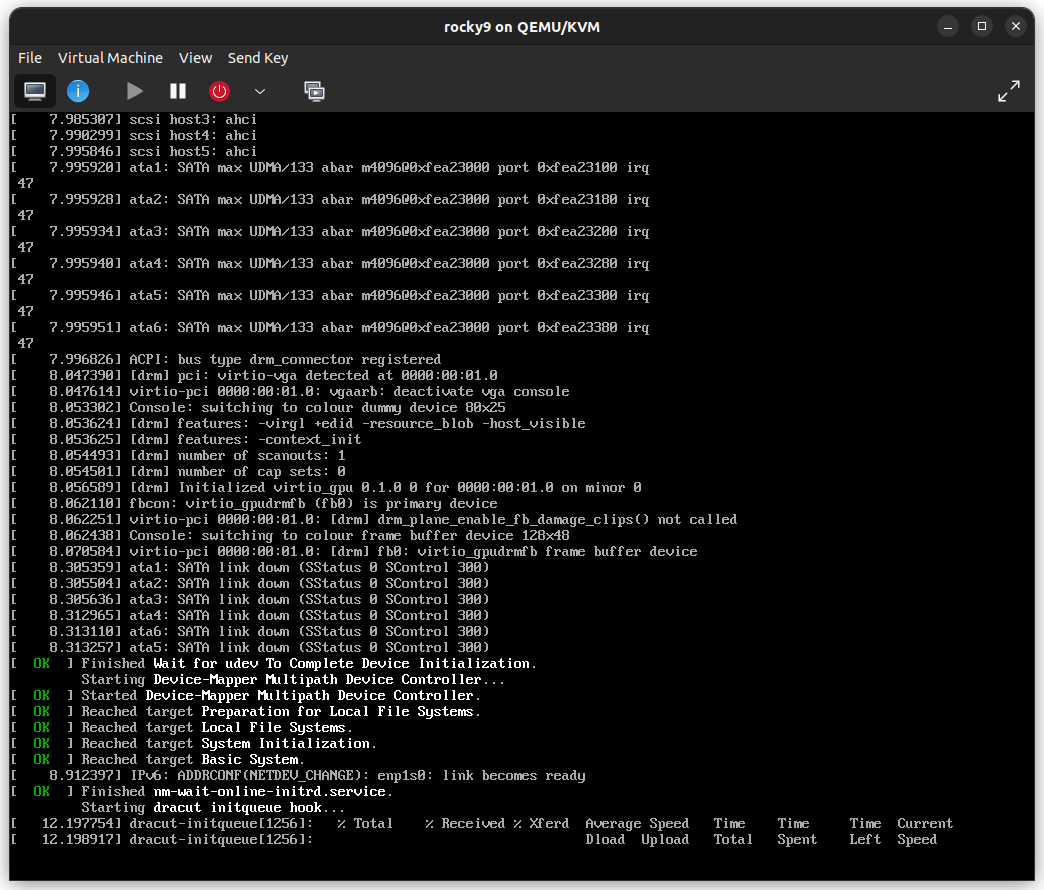 rocky9 on QEMU/KVM
File Virtual Machine View Send Key
[    7.985307] scsi host3: ahci
[    7.990299] scsi host4: ahci
[    7.995846] scsi host5: ahci
[    7.995920] ata1: SATA max UDMA/133 abar m4096@0xfea23000 port 0xfea23100 irq
 47
[    7.995928] ata2: SATA max UDMA/133 abar m4096@0xfea23000 port 0xfea23180 irq
 47
[    7.995934] ata3: SATA max UDMA/133 abar m4096@0xfea23000 port 0xfea23200 irq
 47
[    7.995940] ata4: SATA max UDMA/133 abar m4096@0xfea23000 port 0xfea23280 irq
 47
[    7.995946] ata5: SATA max UDMA/133 abar m4096@0xfea23000 port 0xfea23300 irq
 47
[    7.995951] ata6: SATA max UDMA/133 abar m4096@0xfea23000 port 0xfea23380 irq
 47
[    7.996826] ACPI: bus type drm_connector registered
[    8.047390] [drm] pci: virtio-vga detected at 0000:00:01.0
[    8.047614] virtio-pci 0000:00:01.0: vgaarb: deactivate vga console
[    8.053302] Console: switching to colour dummy device 80x25
[    8.053624] [drm] features: -virgl +edid -resource_blob -host_visible
[    8.053625] [drm] features: -context_init
[    8.054493] [drm] number of scanouts: 1
[    8.054501] [drm] number of cap sets: 0
[    8.056589] [drm] Initialized virtio_gpu 0.1.0 0 for 0000:00:01.0 on minor 0
[    8.062110] fbcon: virtio_gpudrmfb (fb0) is primary device
[    8.062251] virtio-pci 0000:00:01.0: [drm] drm_plane_enable_fb_damage_clips() not called
[    8.062438] Console: switching to colour frame buffer device 128x48
[    8.070584] virtio-pci 0000:00:01.0: [drm] fb0: virtio_gpudrmfb frame buffer device
[    8.305359] ata1: SATA link down (SStatus 0 SControl 300)
[    8.305504] ata2: SATA link down (SStatus 0 SControl 300)
[    8.305636] ata3: SATA link down (SStatus 0 SControl 300)
[    8.312965] ata4: SATA link down (SStatus 0 SControl 300)
[    8.313110] ata6: SATA link down (SStatus 0 SControl 300)
[    8.313257] ata5: SATA link down (SStatus 0 SControl 300)
[  OK  ] Finished Wait for udev To Complete Device Initialization.
         Starting Device-Mapper Multipath Device Controller...
[  OK  ] Started Device-Mapper Multipath Device Controller.
[  OK  ] Reached target Preparation for Local File Systems.
[  OK  ] Reached target Local File Systems.
[  OK  ] Reached target System Initialization.
[  OK  ] Reached target Basic System.
[    8.912397] IPv6: ADDRCONF(NETDEV_CHANGE): enp1s0: link becomes ready
[  OK  ] Finished nm-wait-online-initrd.service.
         Starting dracut initqueue hook...
[   12.197754] dracut-initqueue[1256]:   % Total    % Received % Xferd  Average Speed   Time    Time     Time  Current
[   12.198917] dracut-initqueue[1256]:                                  Dload  Upload   Total   Spent    Left  Speed